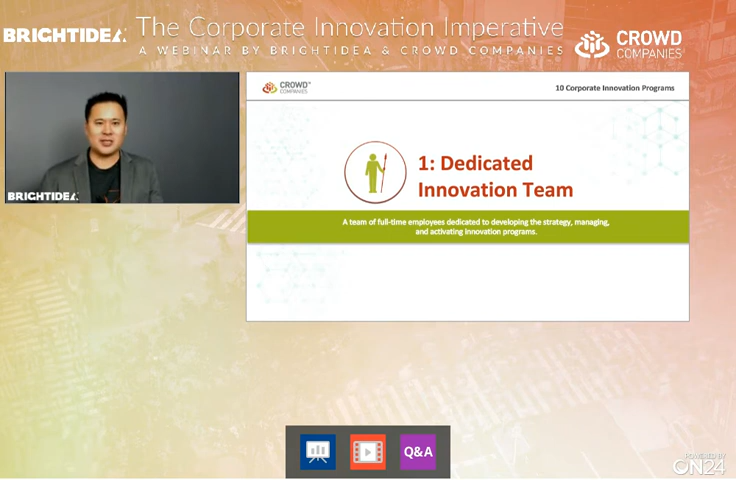 BRIGHTIDEA
The Corporate Innovation Imperative
A WEBINAR BY BRIGHTIDEA & CROWD COMPANIES
CROWD
COMPANIES
BRIGHTIDEA
CROWD™
COMPANIES
10 Corporate Innovation Programs
1: Dedicated
Innovation Team
A team of full-time employees dedicated to developing the strategy, managing,
and activating innovation programs.
Q&A
POWERED BY
ON24